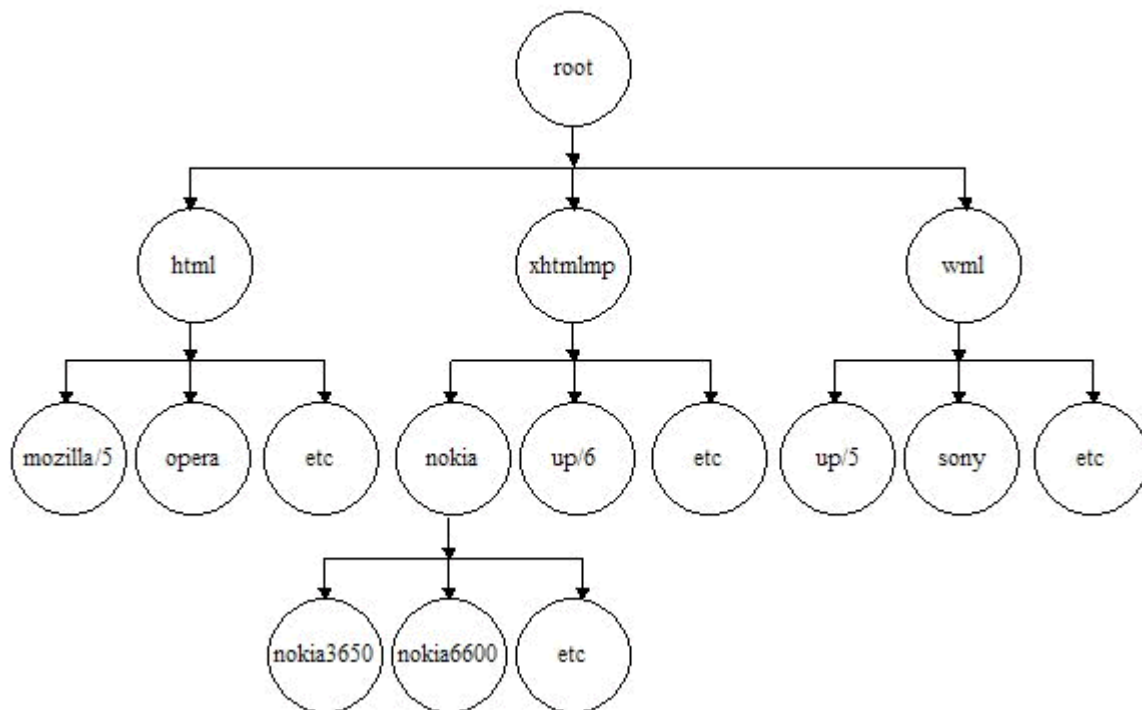 root
html
xhtmlmp
wml
mozilla/5
opera
etc
nokia
up/6
etc
up/5
sony
etc
nokia3650
nokia6600
etc